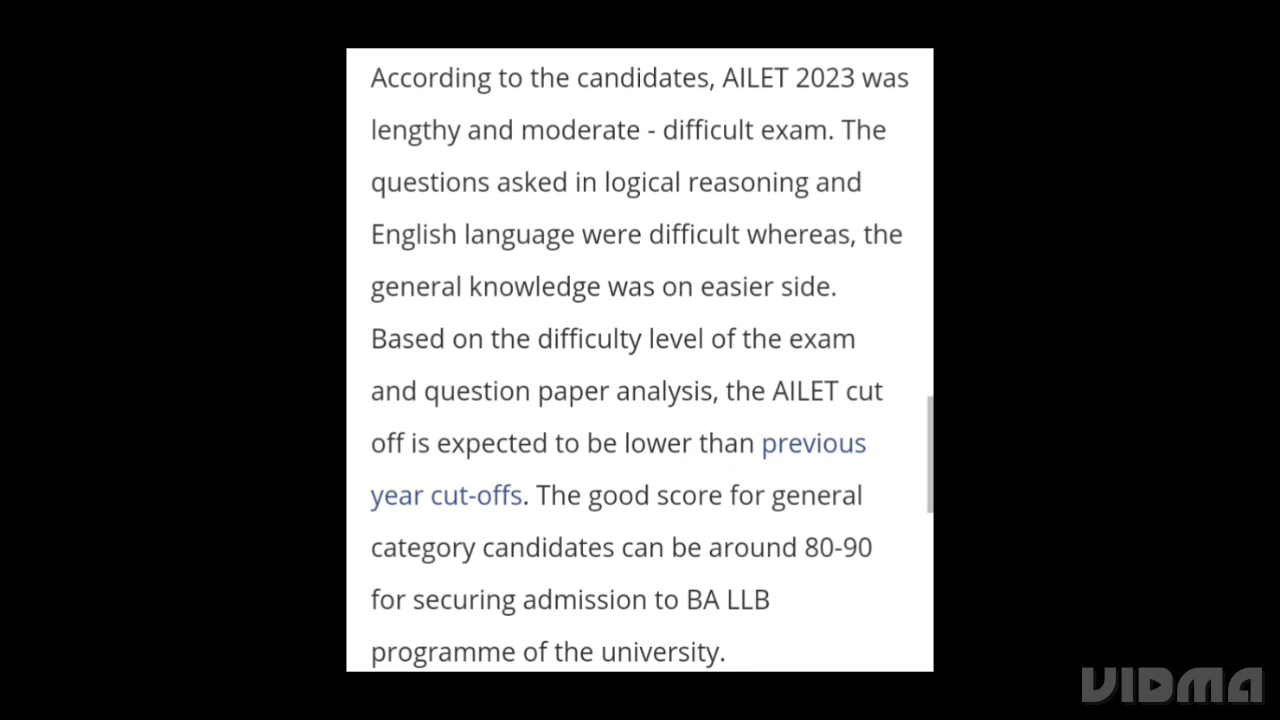 According to the candidates, AILET 2023 was
lengthy and moderate - difficult exam. The
questions asked in logical reasoning and
English language were difficult whereas, the
general knowledge was on easier side.
Based on the difficulty level of the exam
and question paper analysis, the AILET cut
off is expected to be lower than previous
year cut-offs. The good score for general
category candidates can be around 80-90
for securing admission to BA LLB
programme of the university.
VIDMA